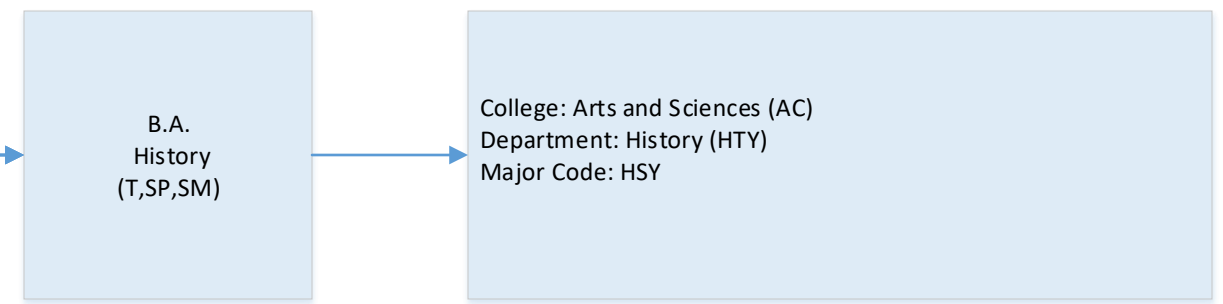 B.A.
History
(T,SP,SM)
College: Arts and Sciences (AC)
Department: History (HTY)
Major Code: HSY